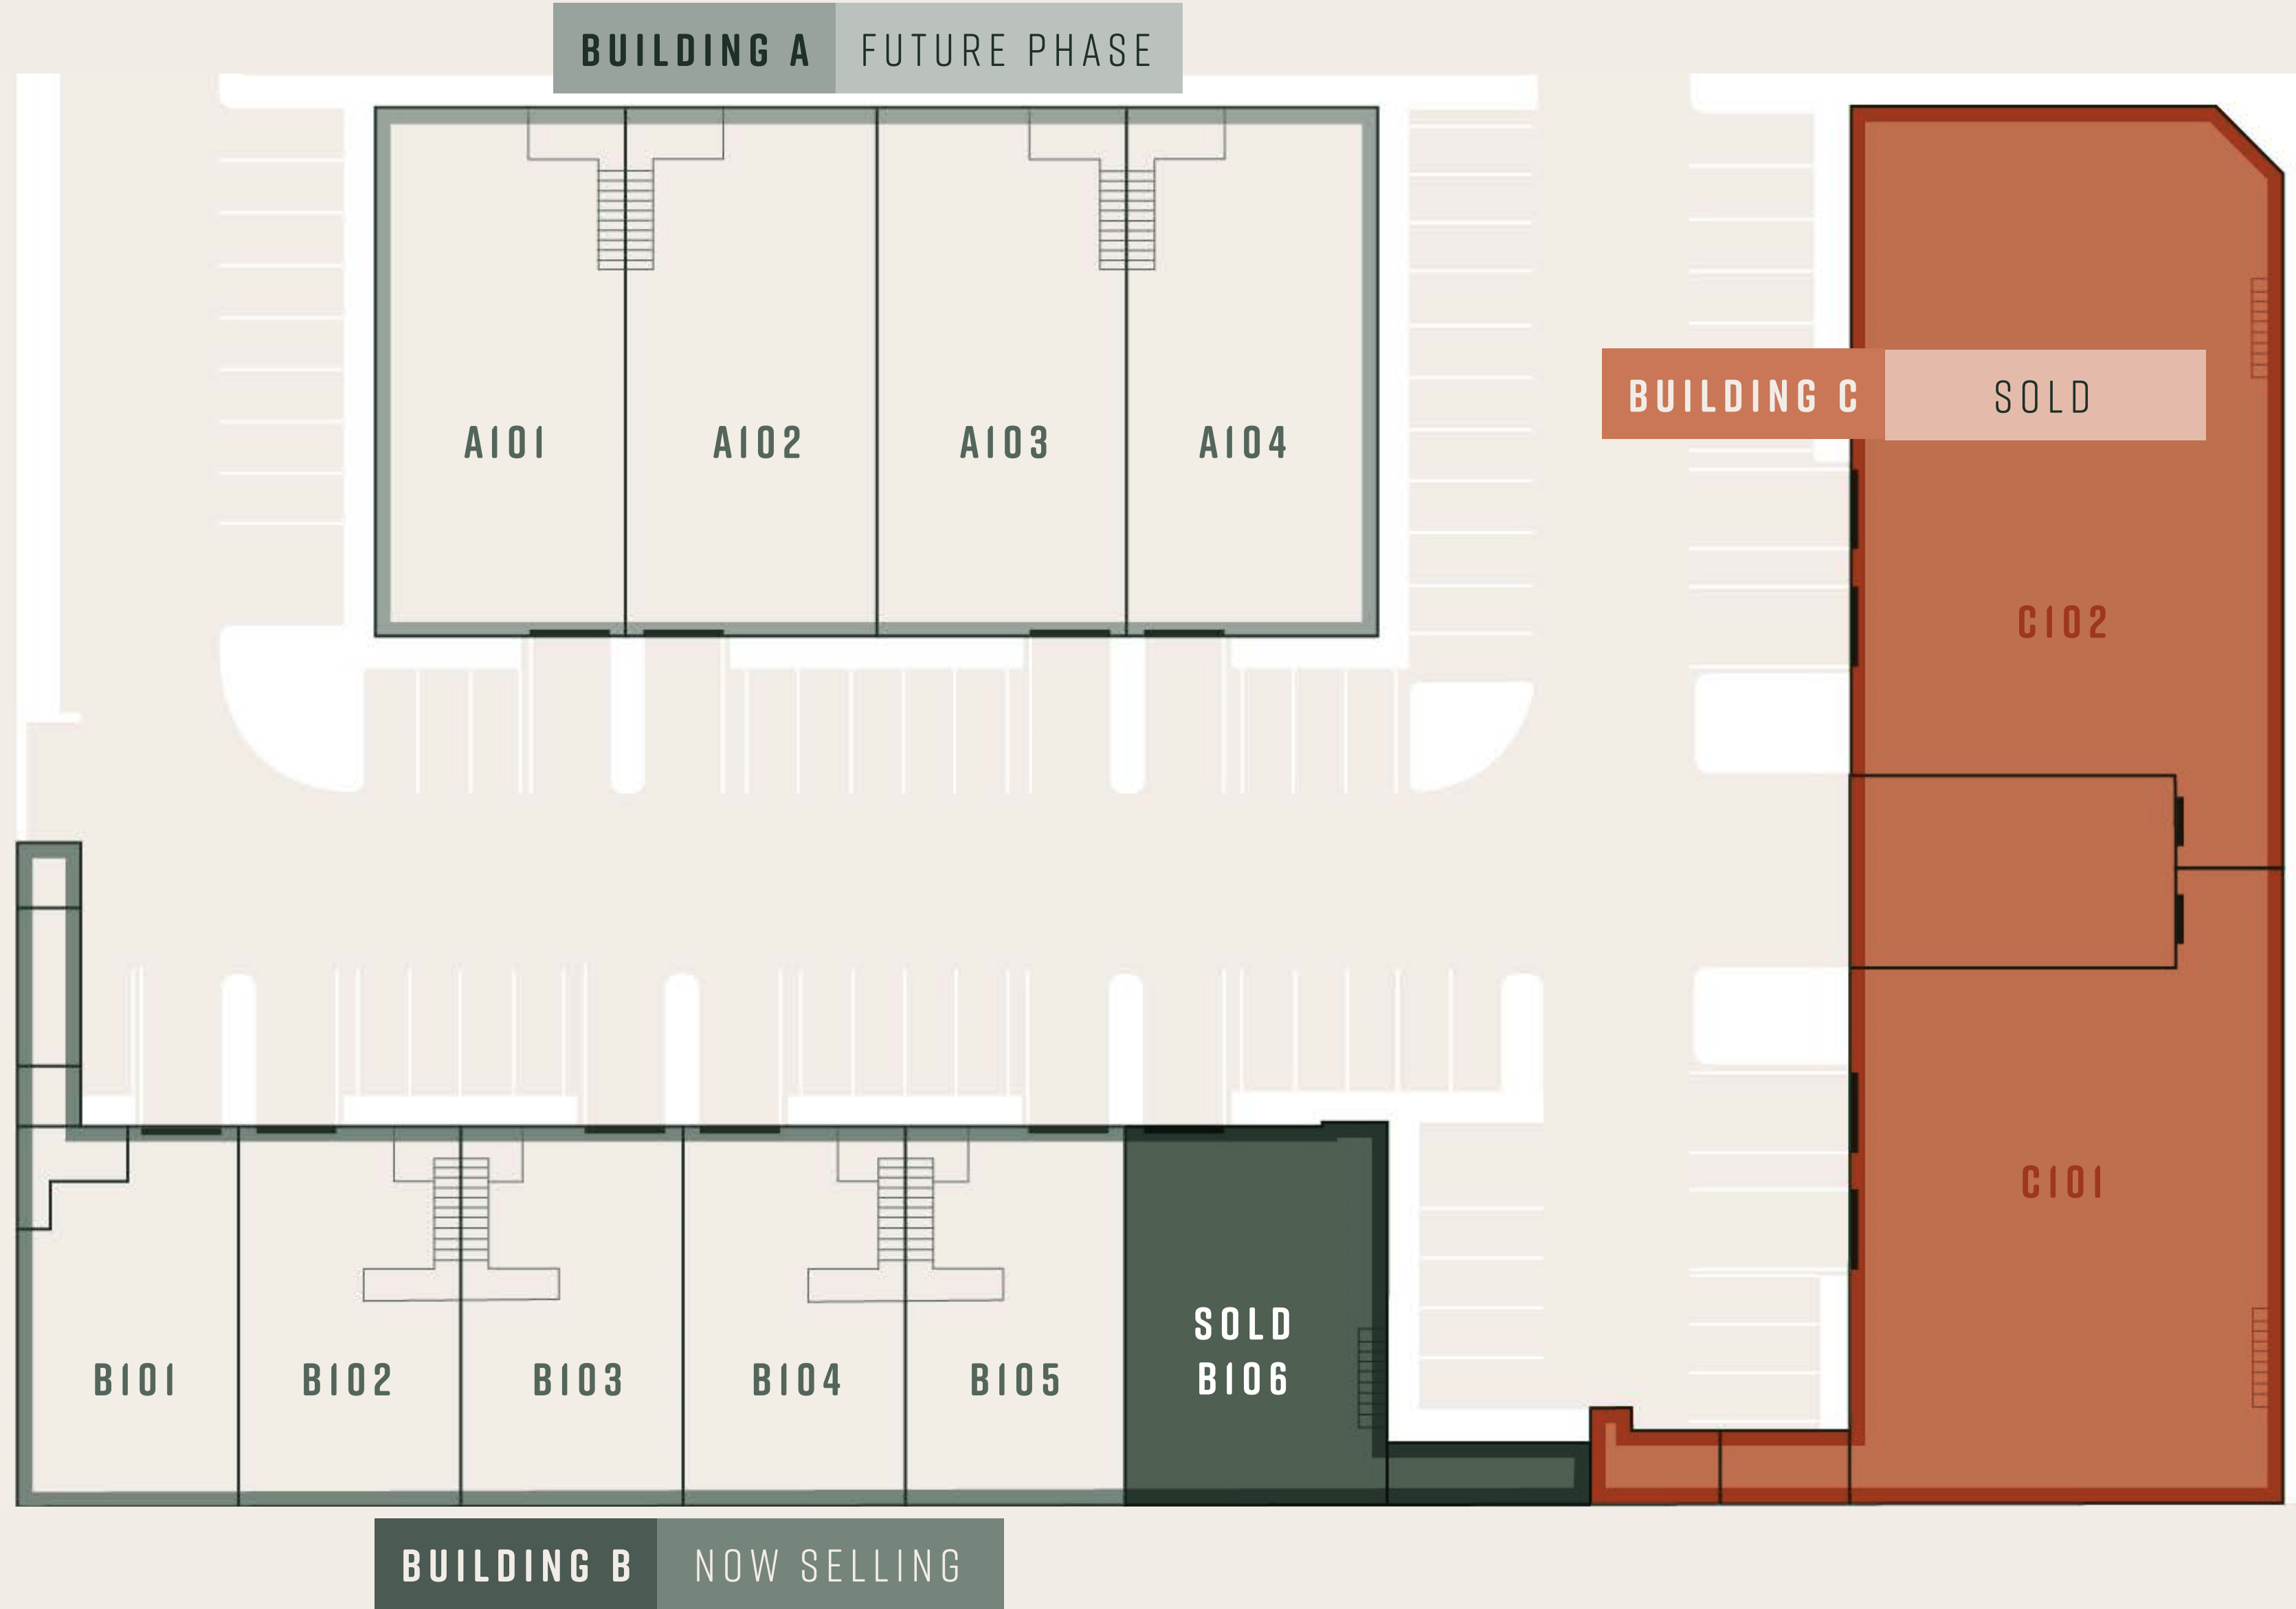 BUILDING A FUTURE PHASE
A101 A102 A103 A104
BUILDING C SOLD
C102
C101
SOLD
B101 B102 B103 B104 B105 B106
BUILDING B NOW SELLING